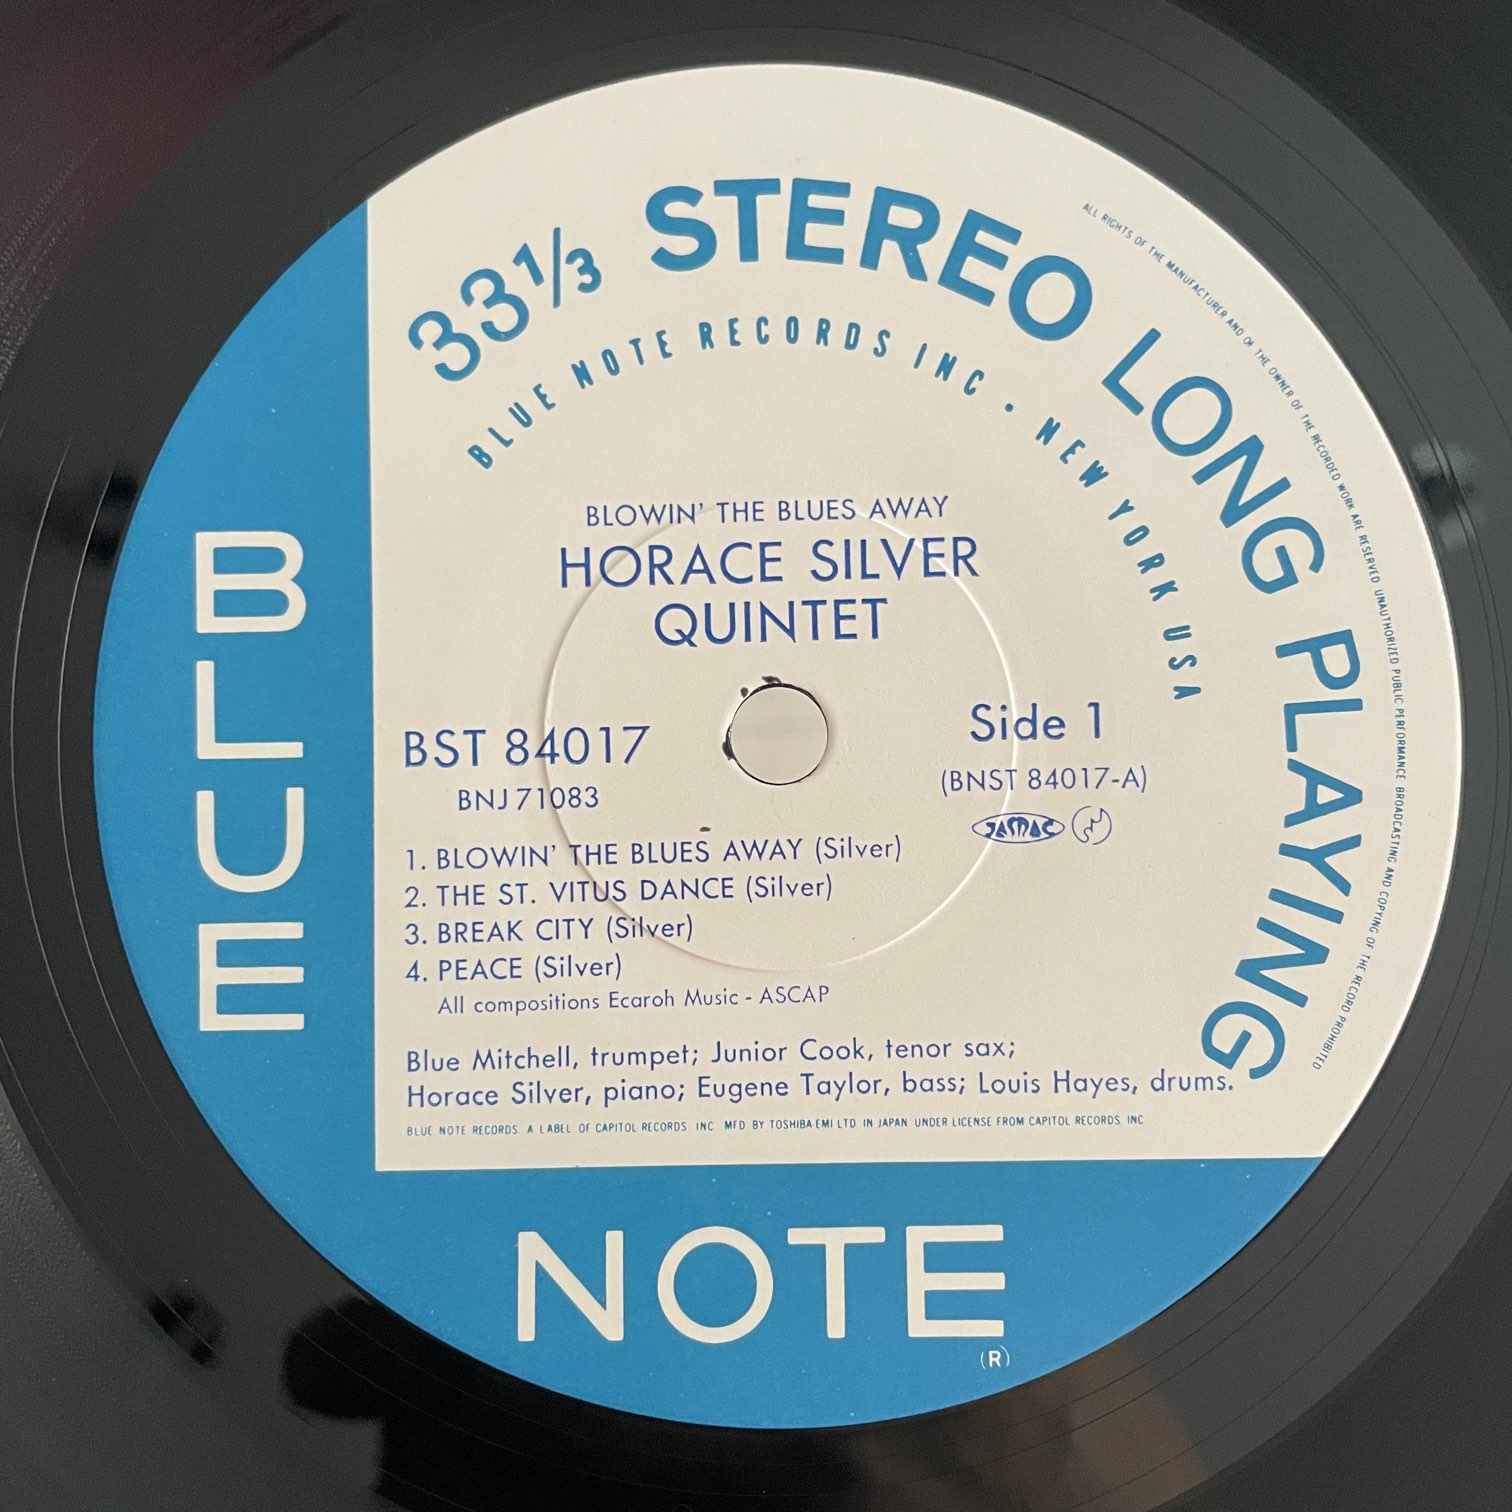 33 1/3 STEREO LONG PLAYING
BLUE NOTE RECORDS INC • NEW YORK USA
ALL RIGHTS OF THE MANUFACTURER AND OF THE OWNER OF THE RECORDED WORK ARE RESERVED UNAUTHORIZED PUBLIC PERFORMANCE BROADCASTING AND COPYING OF THE RECORD PROHIBITED
BLOWIN' THE BLUES AWAY
HORACE SILVER
QUINTET
BST 84017
BNJ 71083
Side 1
(BNST 84017-A)
JASRAC
1. BLOWIN' THE BLUES AWAY (Silver)
2. THE ST. VITUS DANCE (Silver)
3. BREAK CITY (Silver)
4. PEACE (Silver)
All compositions Ecaroh Music - ASCAP
Blue Mitchell, trumpet; Junior Cook, tenor sax;
Horace Silver, piano; Eugene Taylor, bass; Louis Hayes, drums.
BLUE NOTE RECORDS. A LABEL OF CAPITOL RECORDS. INC. MFD BY TOSHIBA-EMI LTD IN JAPAN UNDER LICENSE FROM CAPITOL RECORDS. INC
BLUE
NOTE
(R)